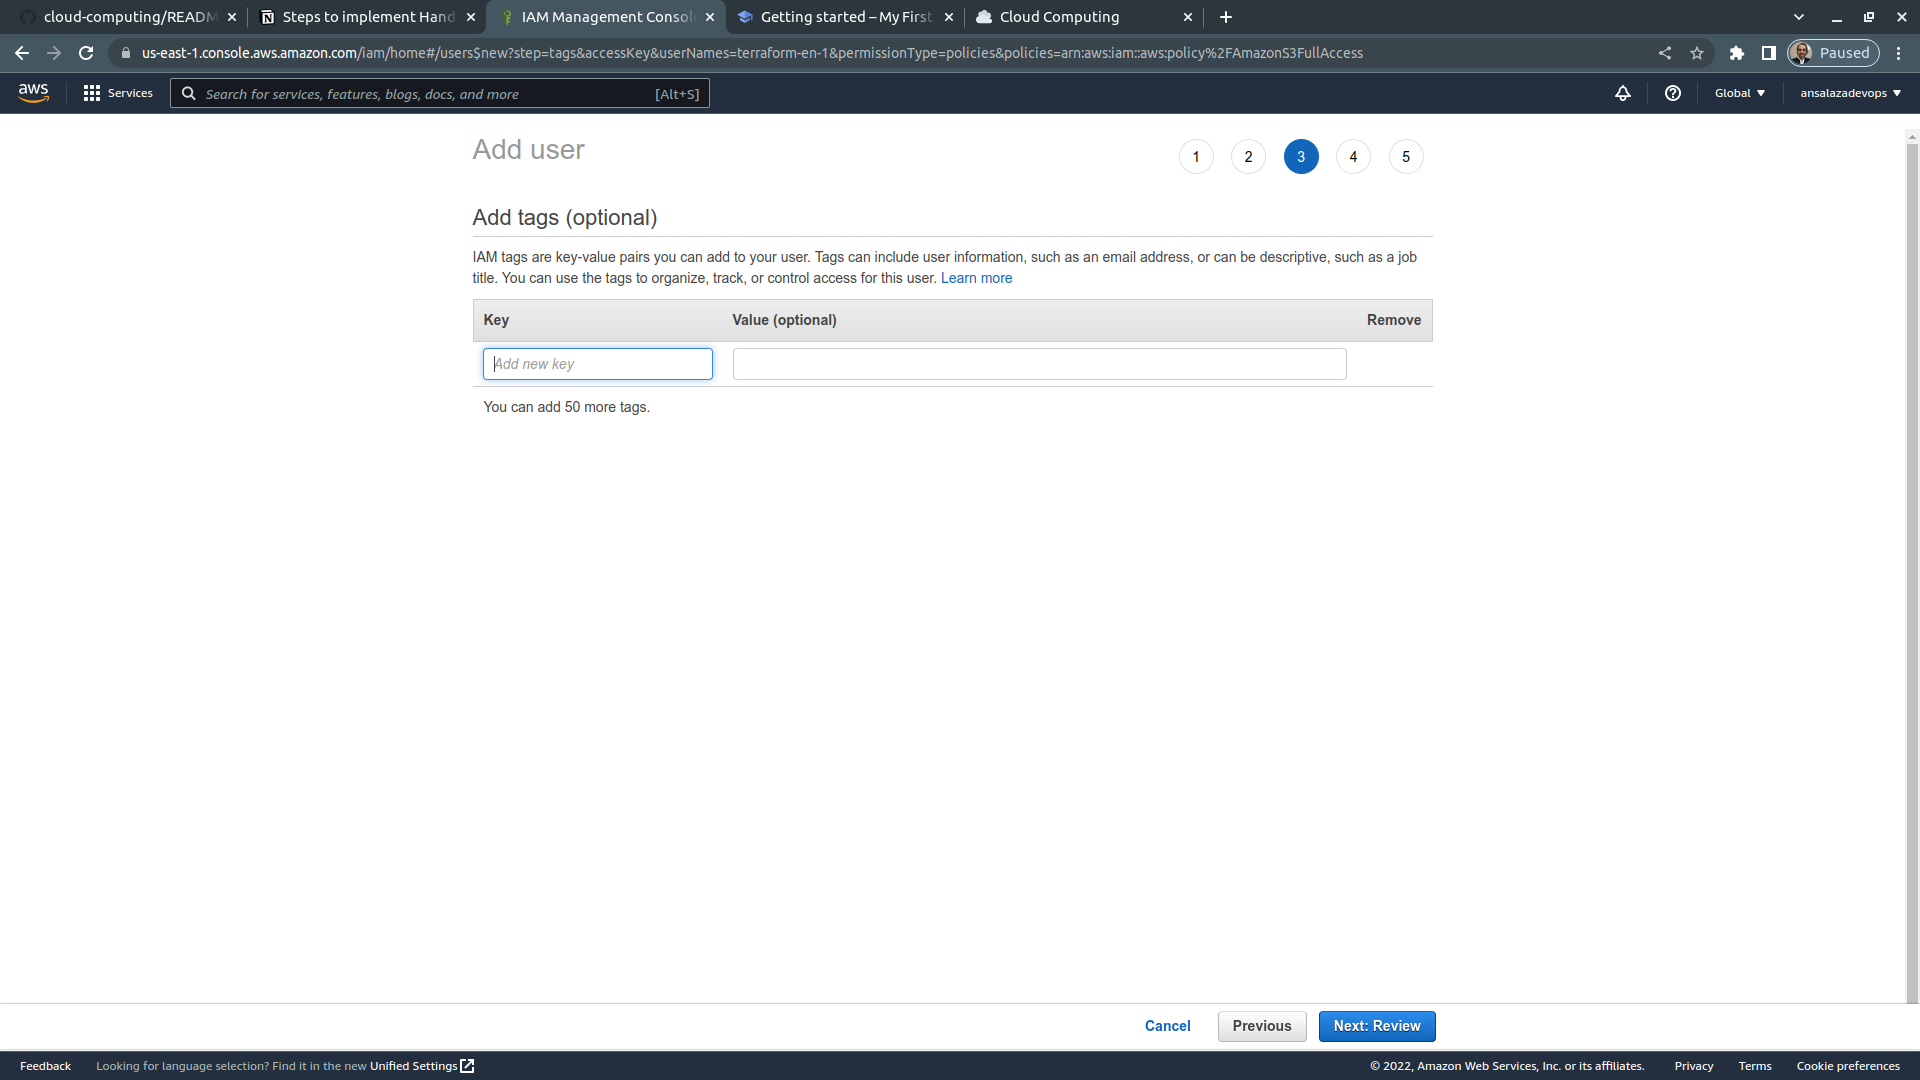 cloud-computing/READM
Steps to implement Hand
IAM Management Consol
Getting started – My First
Cloud Computing
us-east-1.console.aws.amazon.com/iam/home#/users$new?step=tags&accessKey&userNames=terraform-en-1&permissionType=policies&policies=arn:aws:iam::aws:policy%2FAmazonS3FullAccess
Paused
aws
Services
Search for services, features, blogs, docs, and more
[Alt+S]
Global
ansalazadevops
Add user
1 2 3 4 5
Add tags (optional)
IAM tags are key-value pairs you can add to your user. Tags can include user information, such as an email address, or can be descriptive, such as a job
title. You can use the tags to organize, track, or control access for this user. Learn more
Key Value (optional) Remove
Add new key
You can add 50 more tags.
Cancel Previous Next: Review
Feedback Looking for language selection? Find it in the new Unified Settings © 2022, Amazon Web Services, Inc. or its affiliates. Privacy Terms Cookie preferences